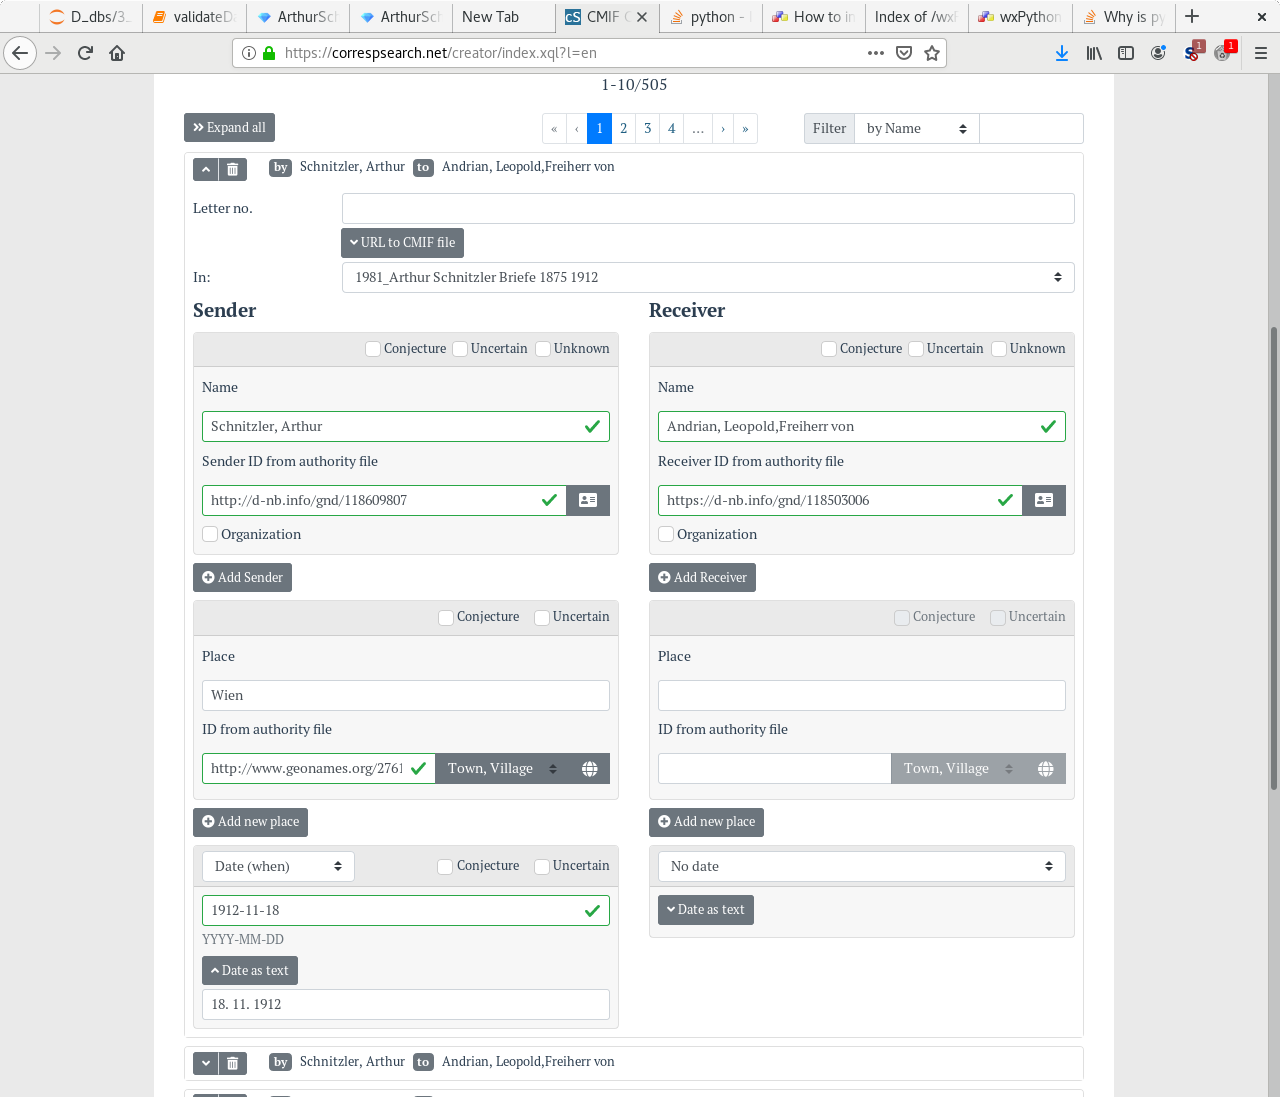 D_dbs/3_
validateDa
ArthurSch
ArthurSch
New Tab
CMIF C
python - 
How to in
Index of /wxP
wxPython
Why is py
https://correspsearch.net/creator/index.xql?l=en
1
1
1-10/505
Expand all
« ‹ 1 2 3 4 ... › »
Filter by Name
by Schnitzler, Arthur to Andrian, Leopold,Freiherr von
Letter no.
URL to CMIF file
In: 1981_Arthur Schnitzler Briefe 1875 1912
Sender
Conjecture Uncertain Unknown
Name
Schnitzler, Arthur
Sender ID from authority file
http://d-nb.info/gnd/118609807
Organization
Add Sender
Conjecture Uncertain
Place
Wien
ID from authority file
http://www.geonames.org/2761 Town, Village
Add new place
Date (when) Conjecture Uncertain
1912-11-18
YYYY-MM-DD
Date as text
18. 11. 1912
Receiver
Conjecture Uncertain Unknown
Name
Andrian, Leopold,Freiherr von
Receiver ID from authority file
https://d-nb.info/gnd/118503006
Organization
Add Receiver
Conjecture Uncertain
Place
ID from authority file
Town, Village
Add new place
No date
Date as text
by Schnitzler, Arthur to Andrian, Leopold,Freiherr von